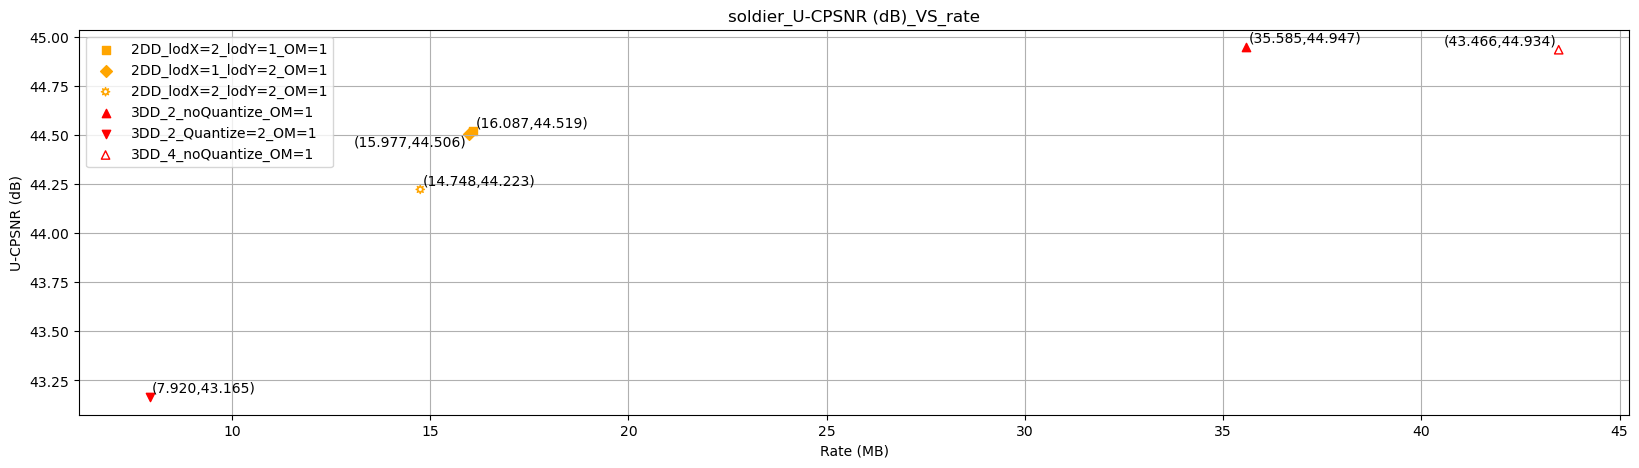 soldier_U-CPSNR (dB)_VS_rate
2DD_lodX=2_lodY=1_OM=1
2DD_lodX=1_lodY=2_OM=1
2DD_lodX=2_lodY=2_OM=1
3DD_2_noQuantize_OM=1
3DD_2_Quantize=2_OM=1
3DD_4_noQuantize_OM=1
(35.585,44.947)
(43.466,44.934)
(16.087,44.519)
(15.977,44.506)
(14.748,44.223)
(7.920,43.165)
U-CPSNR (dB)
45.00
44.75
44.50
44.25
44.00
43.75
43.50
43.25
10
15
20
25
30
35
40
45
Rate (MB)